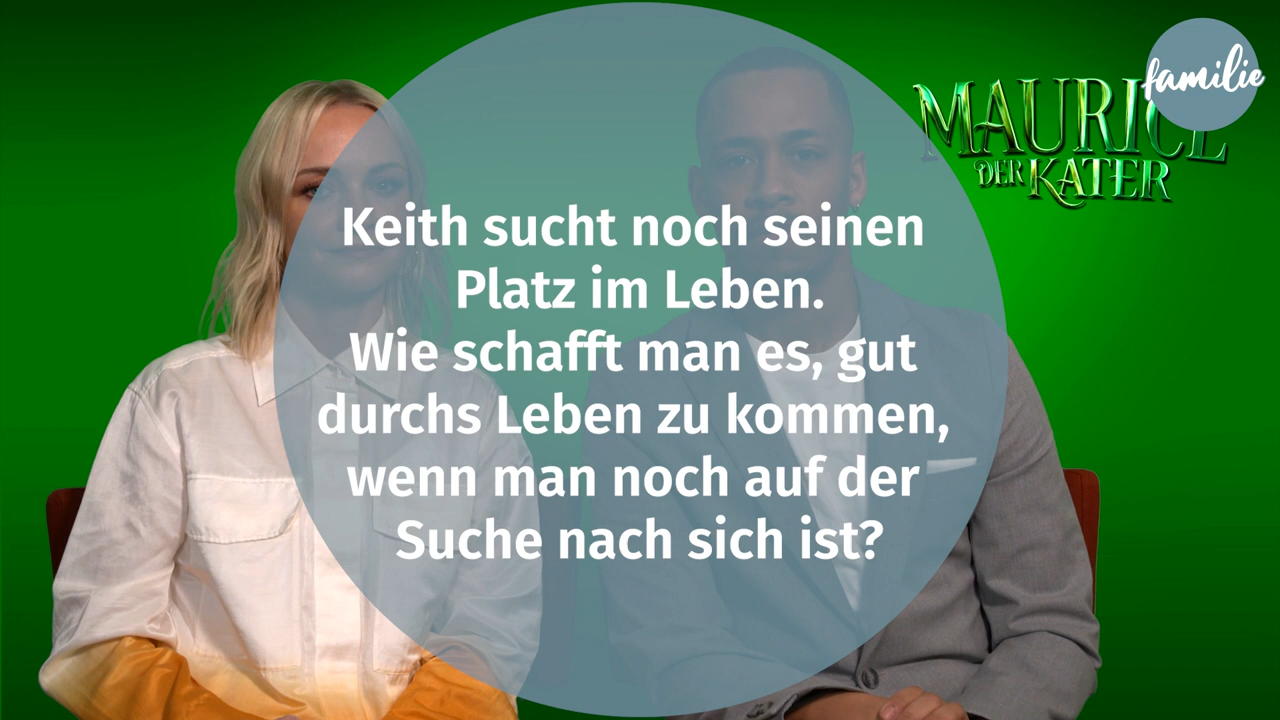 familie
MAURICE
DER KATER
Keith sucht noch seinen
Platz im Leben.
Wie schafft man es, gut
durchs Leben zu kommen,
wenn man noch auf der
Suche nach sich ist?